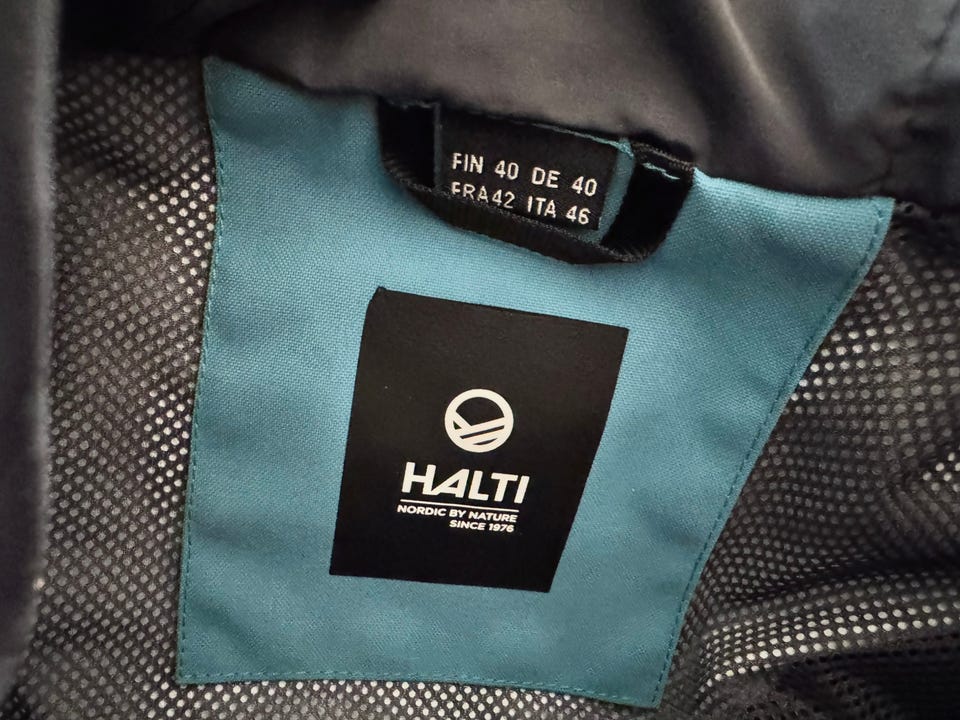 FIN 40 DE 40
FRA42 ITA 46
HALTI
NORDIC BY NATURE
SINCE 1976